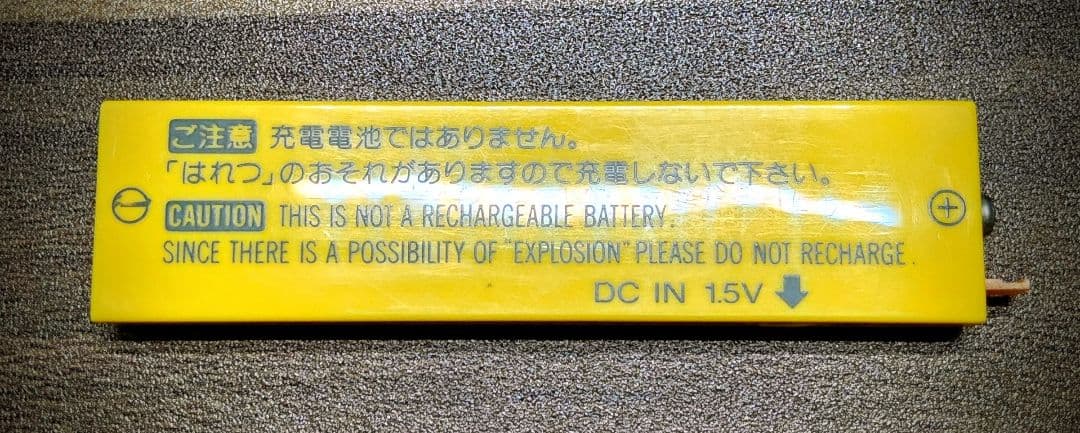 ご注意 充電電池ではありません。
「はれつ」のおそれがありますので充電しないで下さい。
CAUTION THIS IS NOT A RECHARGEABLE BATTERY.
SINCE THERE IS A POSSIBILITY OF "EXPLOSION" PLEASE DO NOT RECHARGE.
DC IN 1.5V